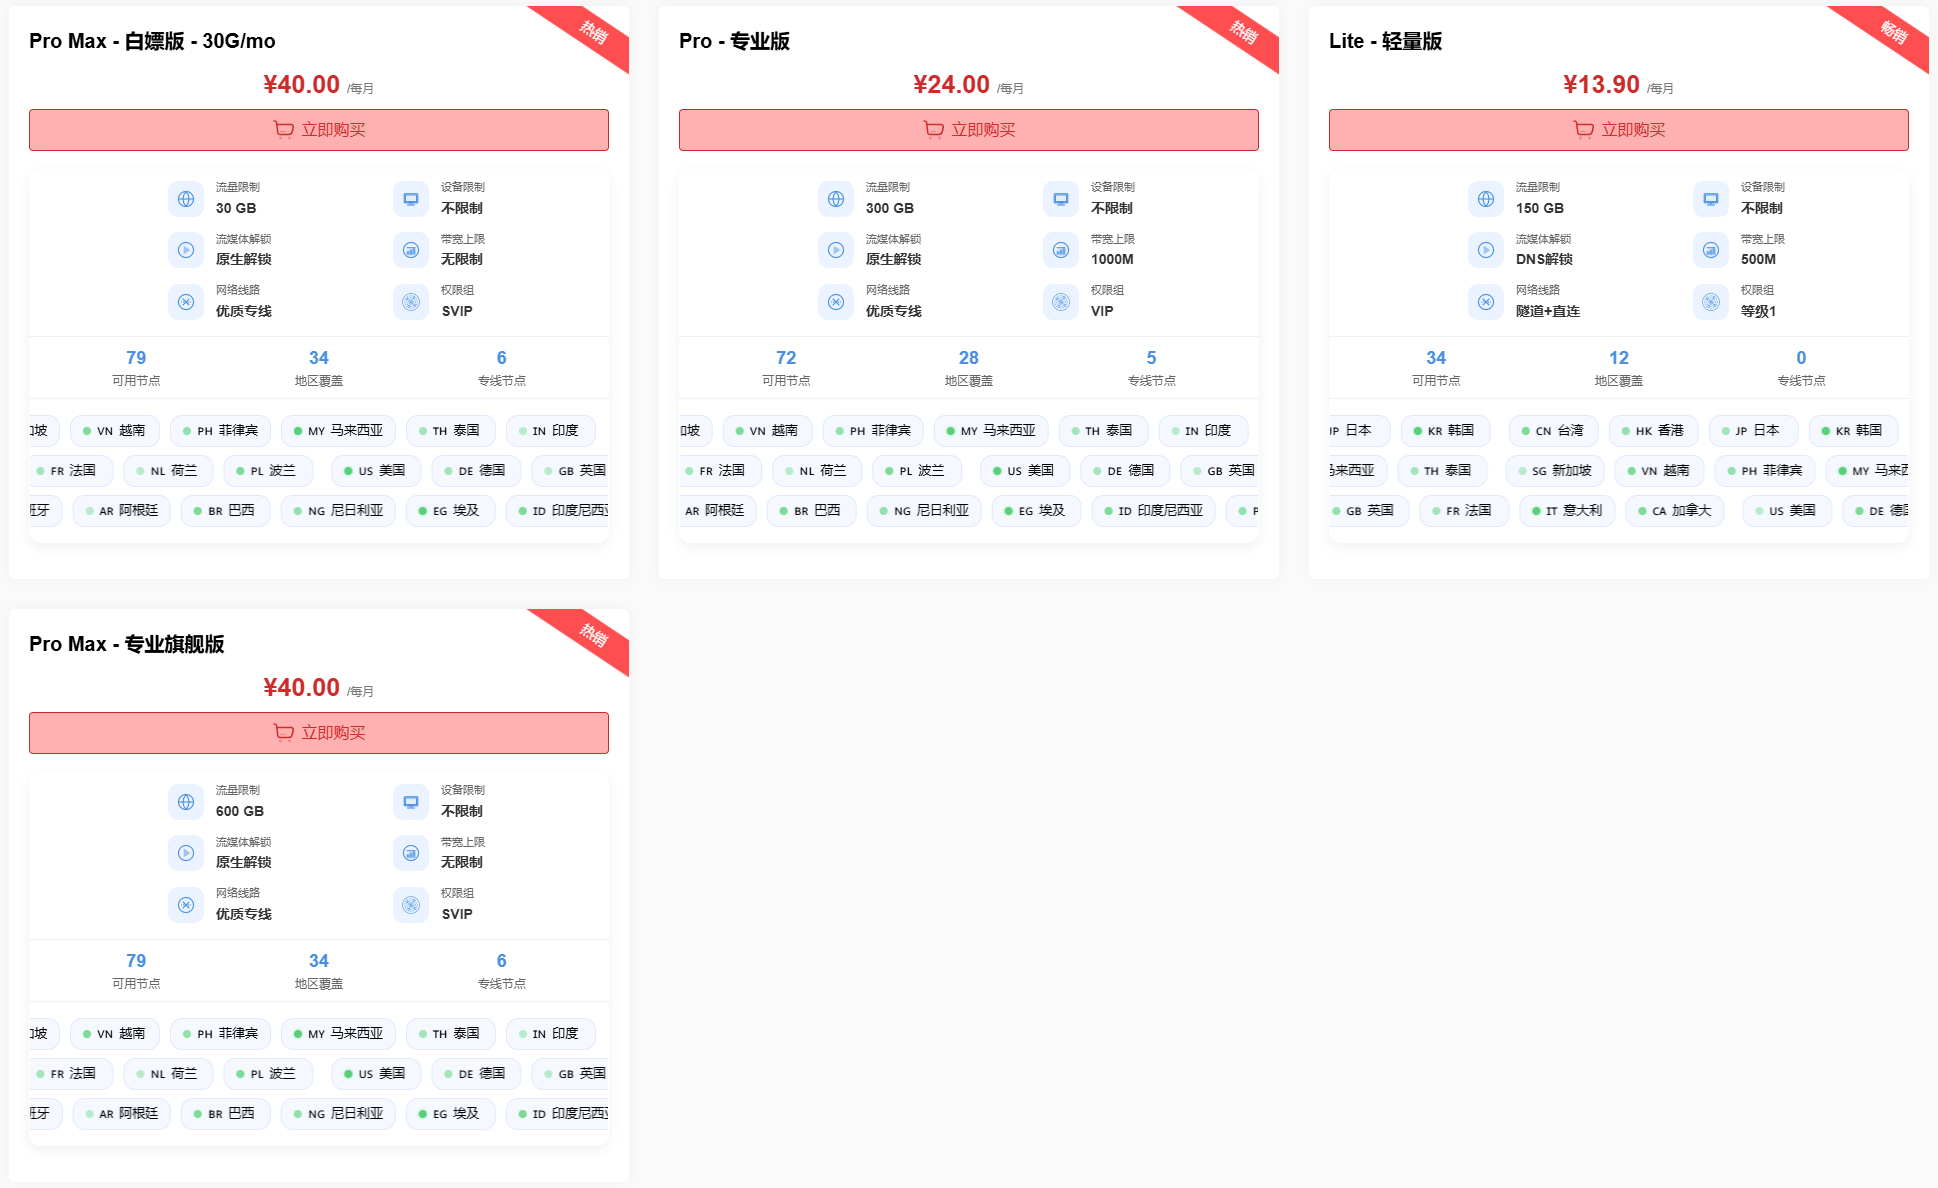 Pro Max - 白嫖版 - 30G/mo
热销
¥40.00 /每月
立即购买
流量限制
30 GB
设备限制
不限制
流媒体解锁
原生解锁
带宽上限
无限制
网络线路
优质专线
权限组
SVIP
79
可用节点
34
地区覆盖
6
专线节点
坡 VN 越南 PH 菲律宾 MY 马来西亚 TH 泰国 IN 印度
FR 法国 NL 荷兰 PL 波兰 US 美国 DE 德国 GB 英国
班牙 AR 阿根廷 BR 巴西 NG 尼日利亚 EG 埃及 ID 印度尼西亚
Pro - 专业版
热销
¥24.00 /每月
立即购买
流量限制
300 GB
设备限制
不限制
流媒体解锁
原生解锁
带宽上限
1000M
网络线路
优质专线
权限组
VIP
72
可用节点
28
地区覆盖
5
专线节点
加坡 VN 越南 PH 菲律宾 MY 马来西亚 TH 泰国 IN 印度
FR 法国 NL 荷兰 PL 波兰 US 美国 DE 德国 GB 英国
AR 阿根廷 BR 巴西 NG 尼日利亚 EG 埃及 ID 印度尼西亚
Lite - 轻量版
畅销
¥13.90 /每月
立即购买
流量限制
150 GB
设备限制
不限制
流媒体解锁
DNS解锁
带宽上限
500M
网络线路
隧道+直连
权限组
等级1
34
可用节点
12
地区覆盖
0
专线节点
JP 日本 KR 韩国 CN 台湾 HK 香港 JP 日本 KR 韩国
马来西亚 TH 泰国 SG 新加坡 VN 越南 PH 菲律宾 MY 马来西
GB 英国 FR 法国 IT 意大利 CA 加拿大 US 美国 DE 德国
Pro Max - 专业旗舰版
热销
¥40.00 /每月
立即购买
流量限制
600 GB
设备限制
不限制
流媒体解锁
原生解锁
带宽上限
无限制
网络线路
优质专线
权限组
SVIP
79
可用节点
34
地区覆盖
6
专线节点
坡 VN 越南 PH 菲律宾 MY 马来西亚 TH 泰国 IN 印度
FR 法国 NL 荷兰 PL 波兰 US 美国 DE 德国 GB 英国
班牙 AR 阿根廷 BR 巴西 NG 尼日利亚 EG 埃及 ID 印度尼西亚